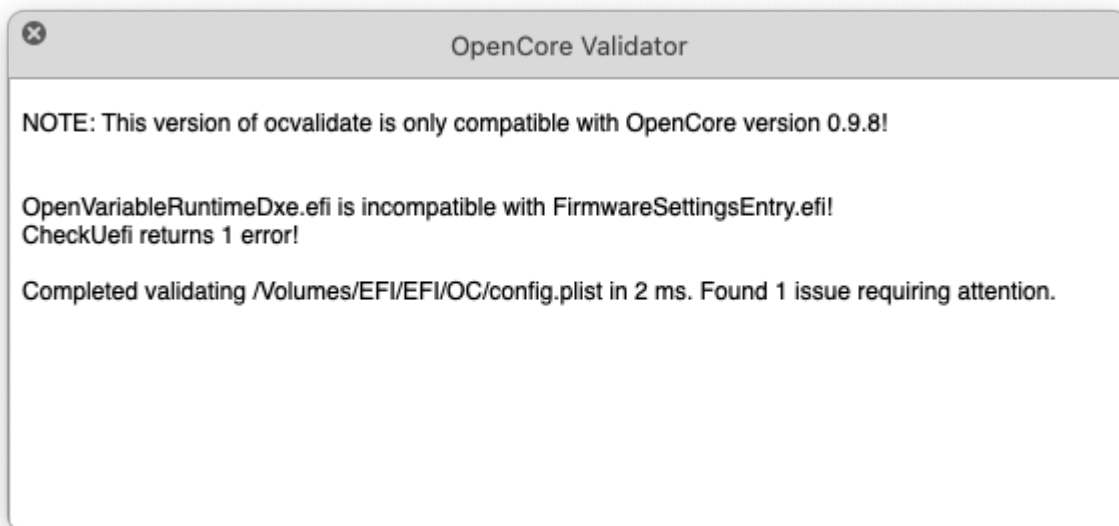 OpenCore Validator
NOTE: This version of ocvalidate is only compatible with OpenCore version 0.9.8!
OpenVariableRuntimeDxe.efi is incompatible with FirmwareSettingsEntry.efi!
CheckUefi returns 1 error!
Completed validating /Volumes/EFI/EFI/OC/config.plist in 2 ms. Found 1 issue requiring attention.